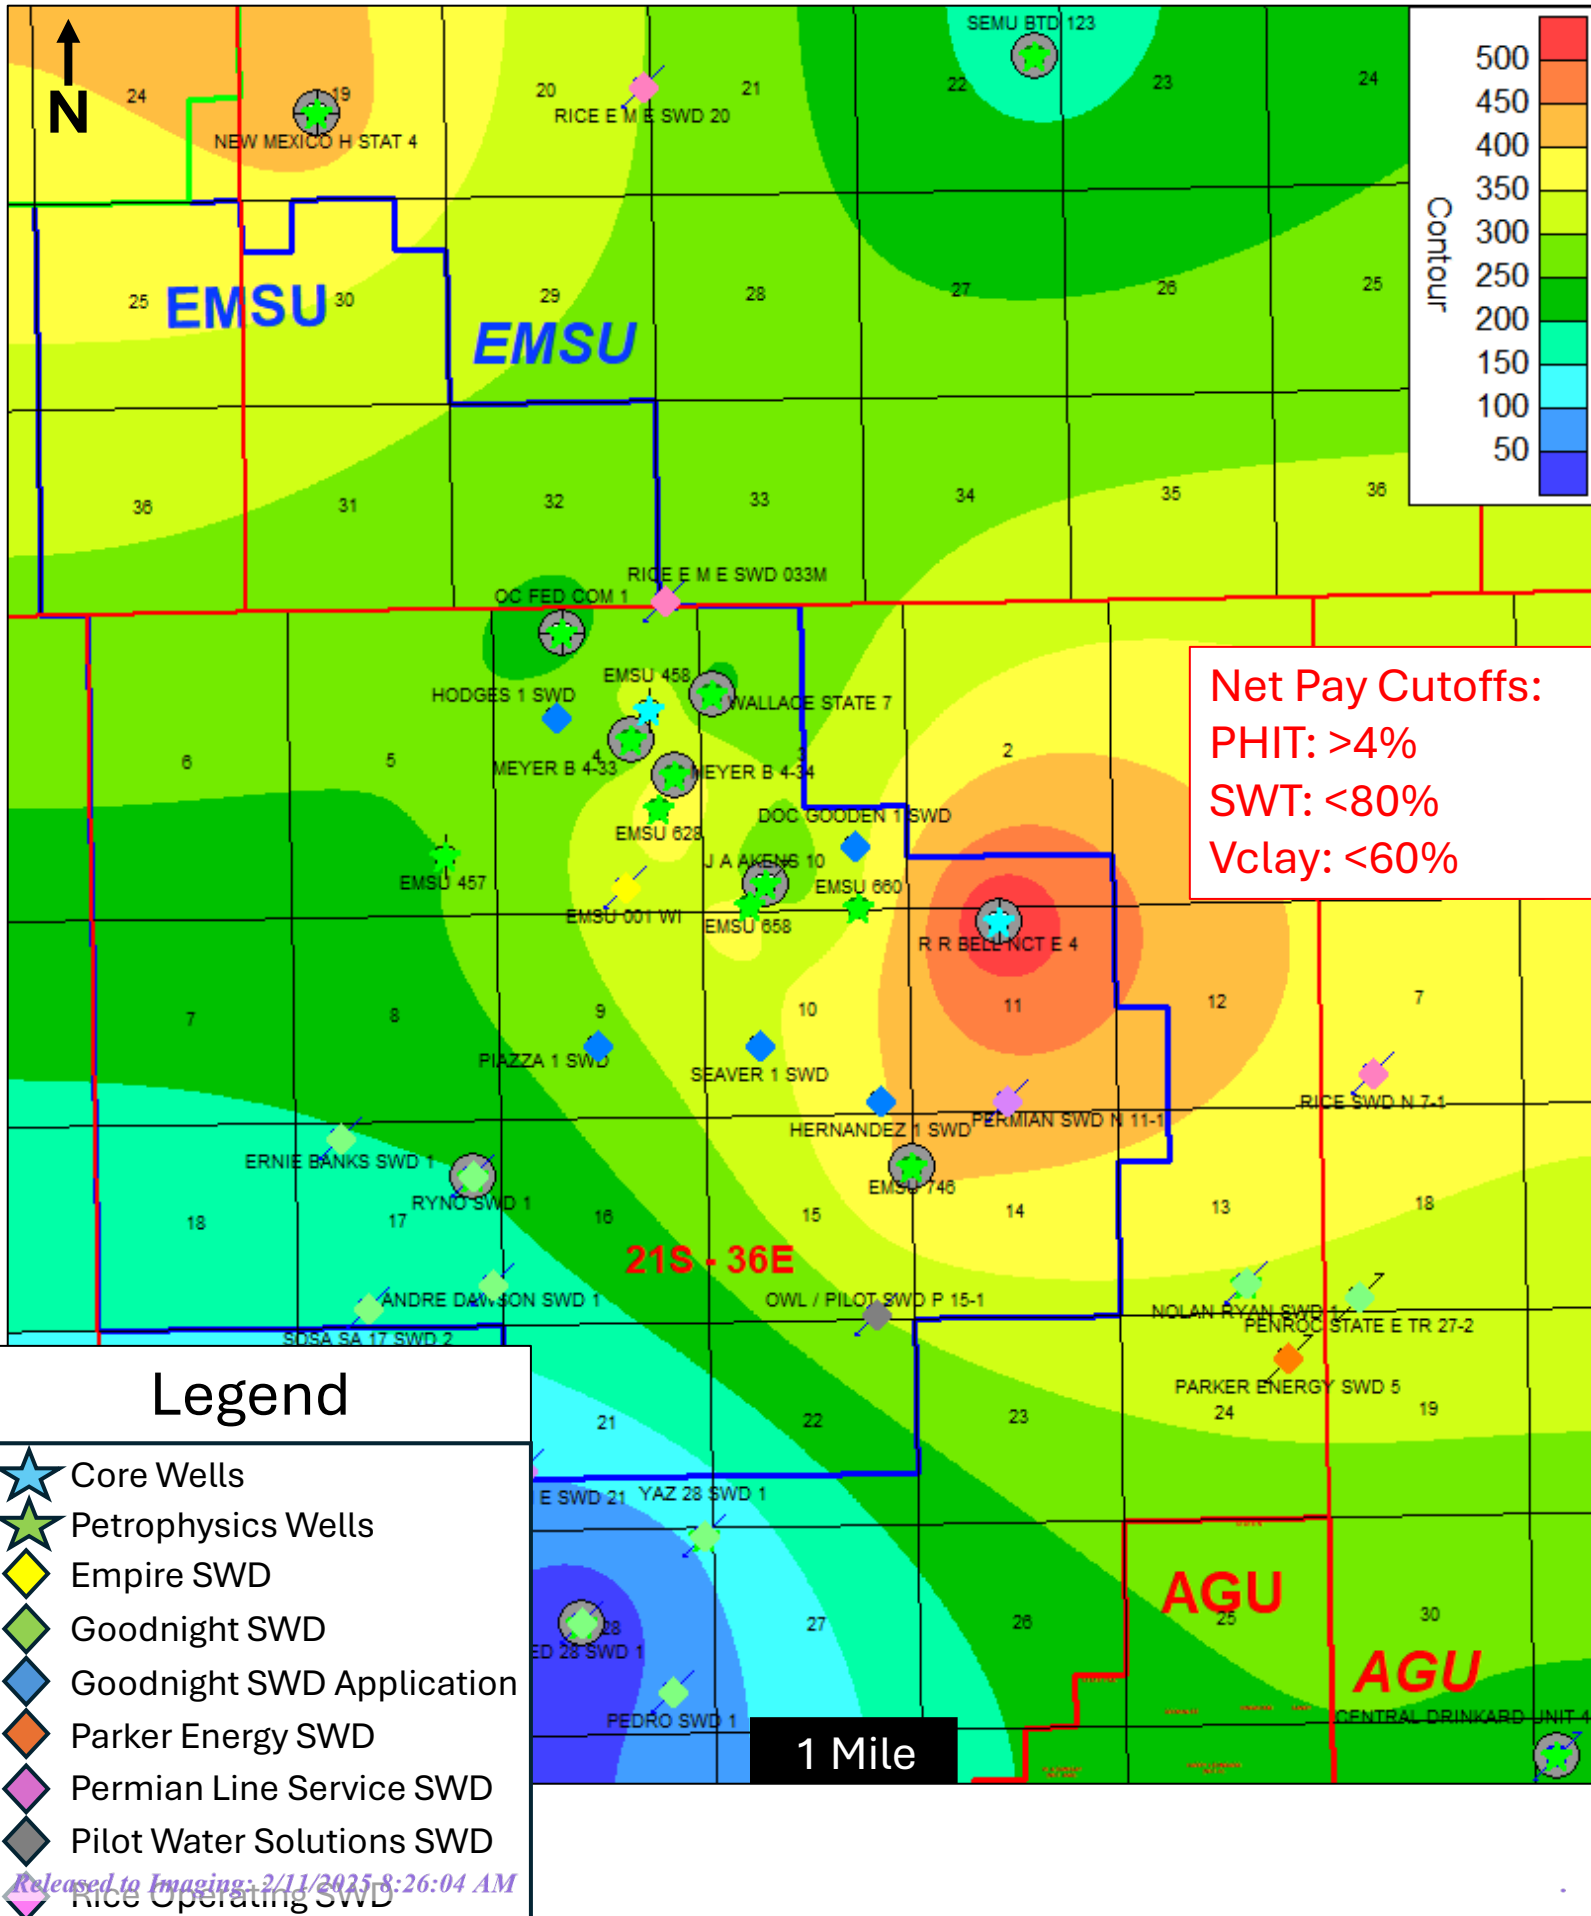 N
SEMU BTD 123
24
19
20
21
22
23
24
NEW MEXICO H STAT 4
RICE E M E SWD 20
Contour
500
450
400
350
300
250
200
150
100
50
25
EMSU
30
29
EMSU
28
27
26
25
36
31
32
33
34
35
36
RICE E M E SWD 033M
OC FED COM 1
EMSU 458
HODGES 1 SWD
WALLACE STATE 7
6
5
4
2
MEYER B 4-33
MEYER B 4-34
EMSU 628
DOC GOODEN 1 SWD
J A AKENS 10
EMSU 457
EMSU 660
EMSU 001 WI
EMSU 658
R R BELL NCT E 4
Net Pay Cutoffs:
PHIT: >4%
SWT: <80%
Vclay: <60%
7
8
9
10
11
12
7
PIAZZA 1 SWD
SEAVER 1 SWD
HERNANDEZ 1 SWD
PERMIAN SWD N 11-1
RICE SWD N 7-1
ERNIE BANKS SWD 1
RYNO SWD 1
EMSU 746
18
17
16
15
14
13
18
21S - 36E
ANDRE DAWSON SWD 1
OWL / PILOT SWD P 15-1
NOLAN RYAN SWD 1
PENROC STATE E TR 27-2
SOSA SA 17 SWD 2
PARKER ENERGY SWD 5
21
22
23
24
19
E SWD 21
YAZ 28 SWD 1
28
27
26
25
30
ED 28 SWD 1
AGU
AGU
PEDRO SWD 1
CENTRAL DRINKARD UNIT 4
1 Mile
Legend
Core Wells
Petrophysics Wells
Empire SWD
Goodnight SWD
Goodnight SWD Application
Parker Energy SWD
Permian Line Service SWD
Pilot Water Solutions SWD
Rice Operating SWD
Released to Imaging: 2/11/2025 8:26:04 AM